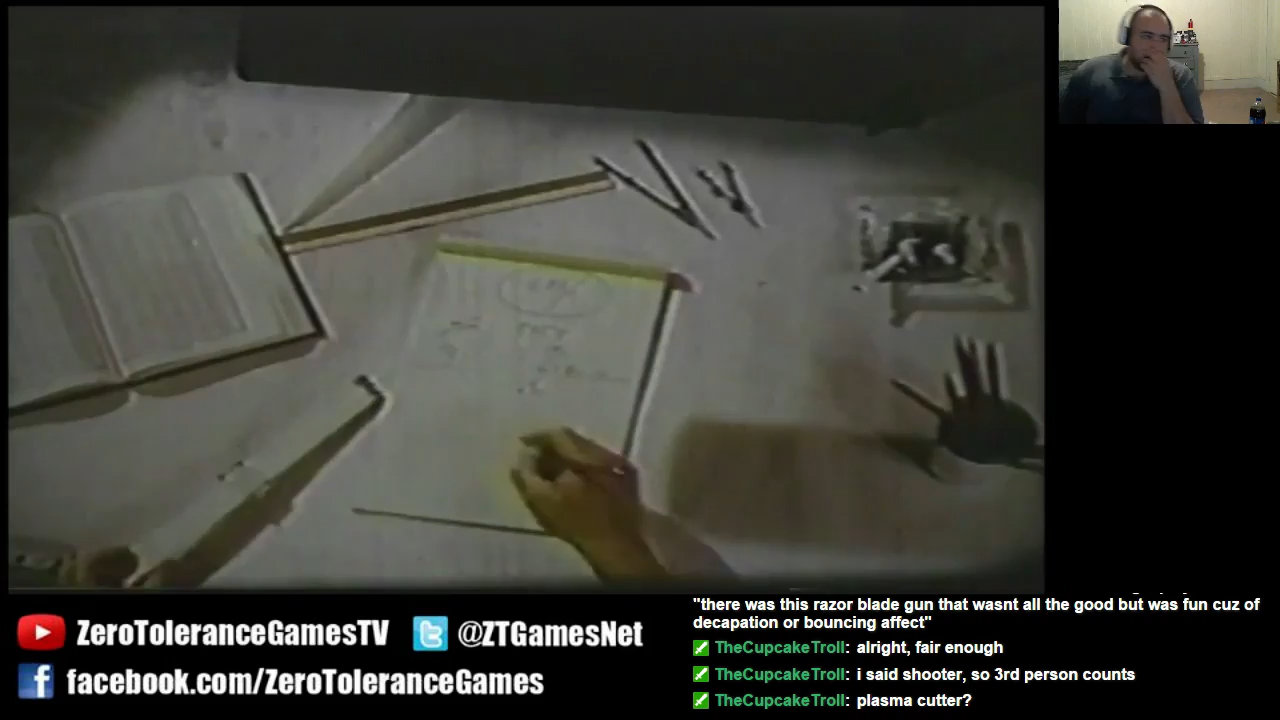 "there was this razor blade gun that wasnt all the good but was fun cuz of
decapation or bouncing affect"
TheCupcakeTroll: alright, fair enough
TheCupcakeTroll: i said shooter, so 3rd person counts
TheCupcakeTroll: plasma cutter?
ZeroToleranceGamesTV @ZTGamesNet
facebook.com/ZeroToleranceGames